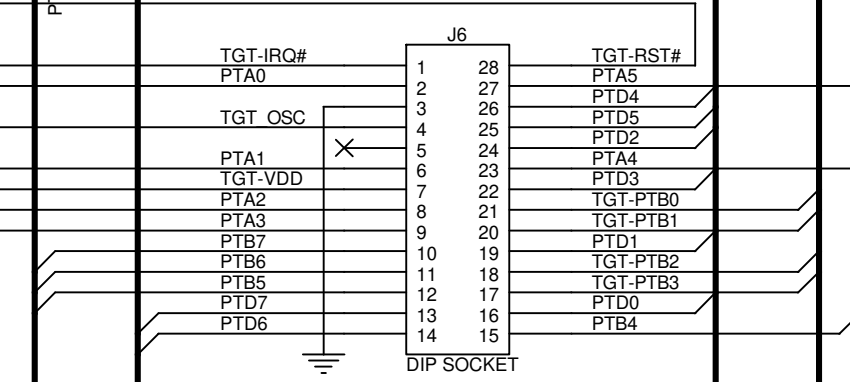 PT
J6
TGT-IRQ# 1 28 TGT-RST#
PTA0 2 27 PTA5
3 26 PTD4
TGT_OSC 4 25 PTD5
5 24 PTD2
PTA1 6 23 PTA4
TGT-VDD 7 22 PTD3
PTA2 8 21 TGT-PTB0
PTA3 9 20 TGT-PTB1
PTB7 10 19 PTD1
PTB6 11 18 TGT-PTB2
PTB5 12 17 TGT-PTB3
PTD7 13 16 PTD0
PTD6 14 15 PTB4
DIP SOCKET